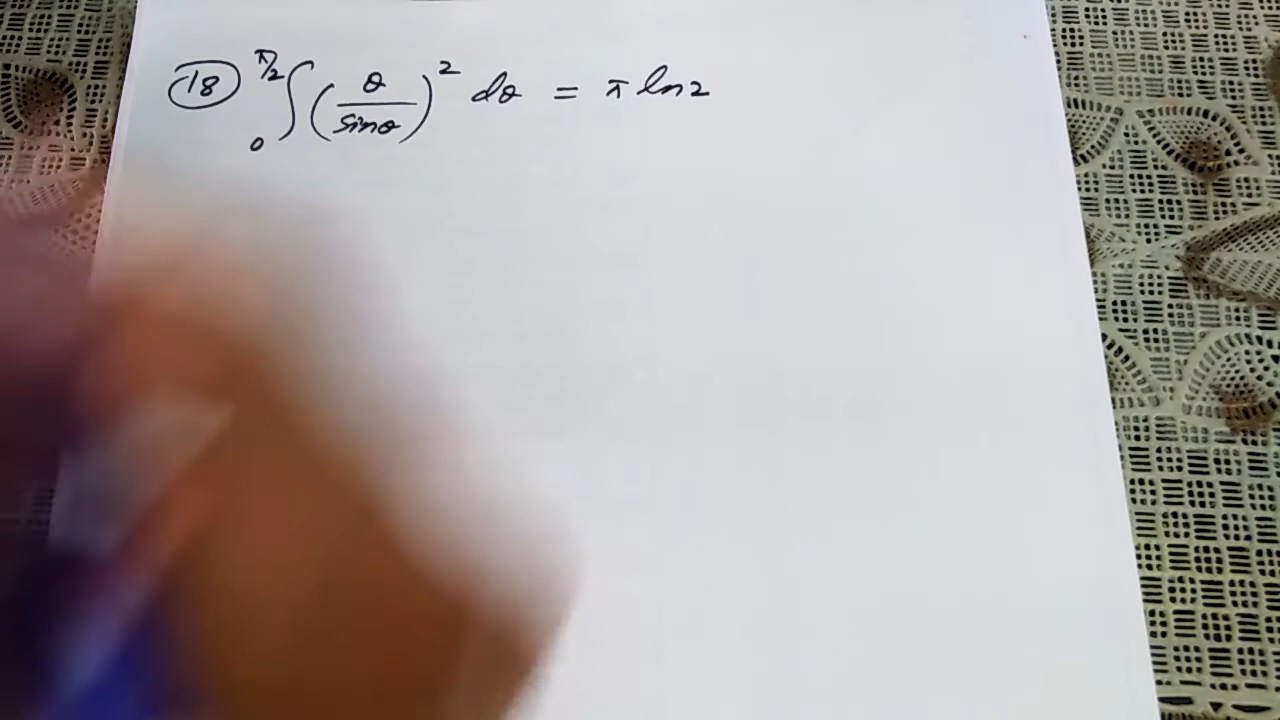 18 π/2 ∫ 0 (θ/sinθ)² dθ = π ln2